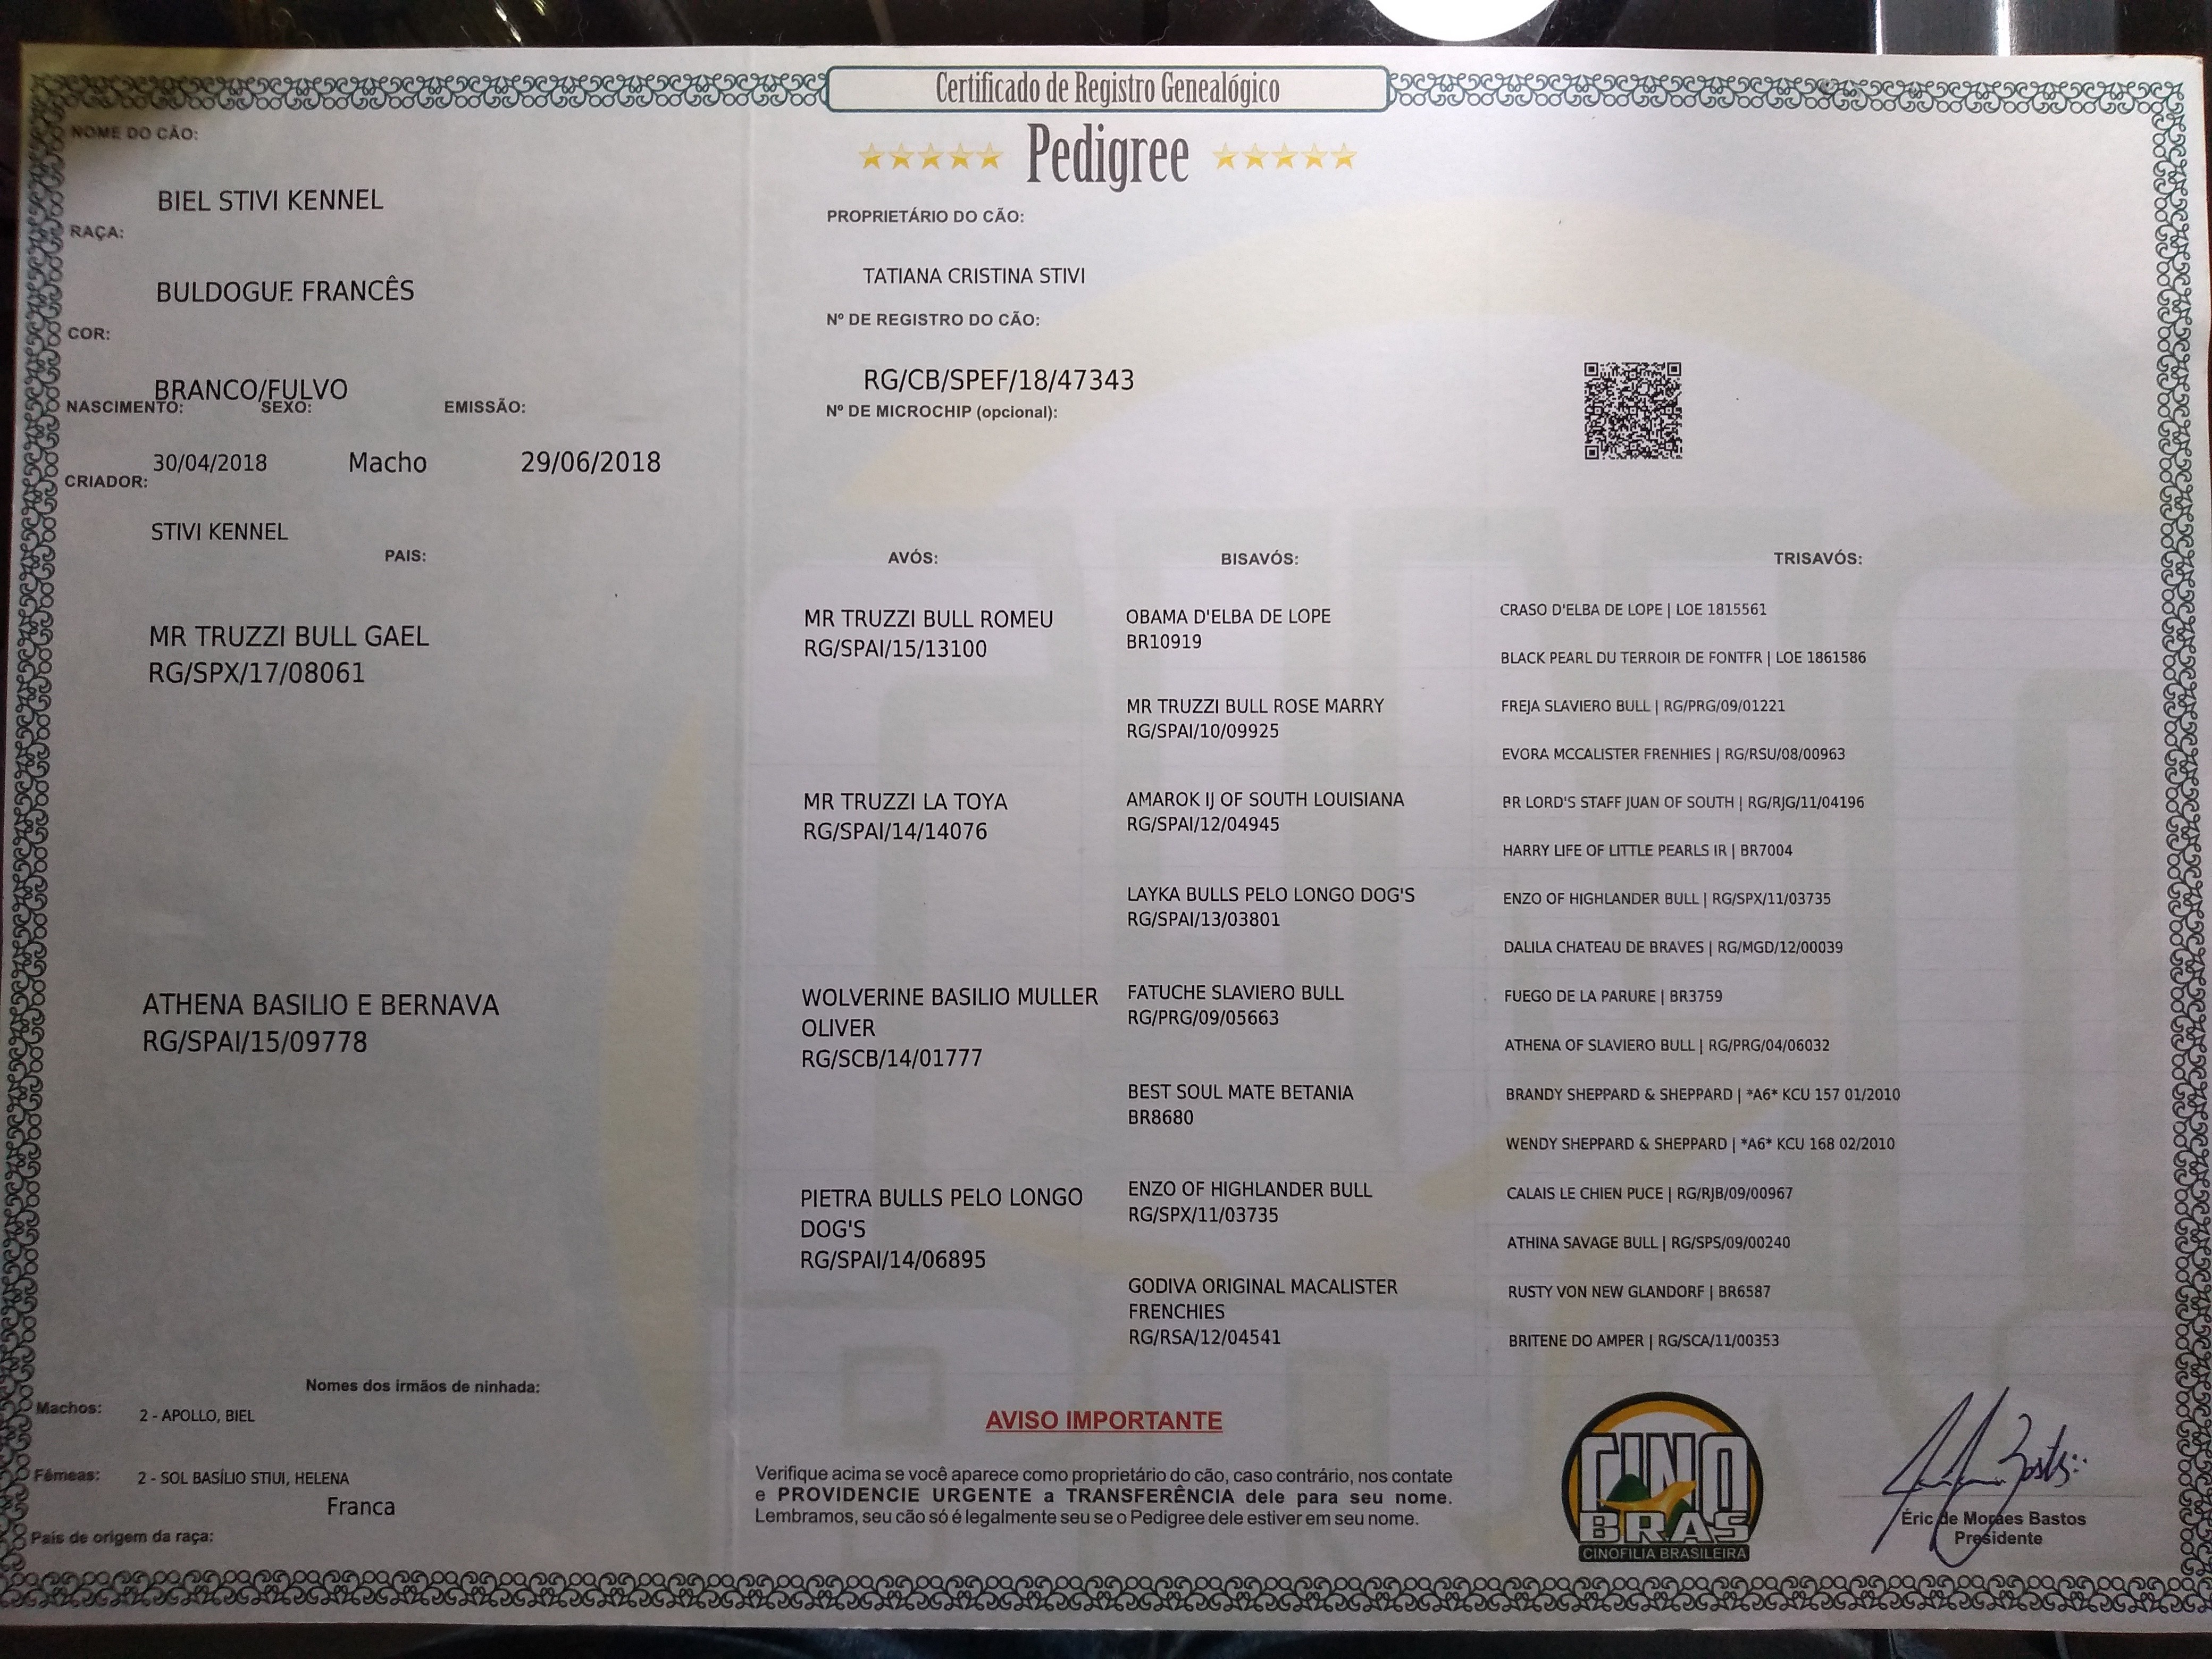 Certificado de Registro Genealógico
Pedigree
NOME DO CÃO:
BIEL STIVI KENNEL
RAÇA:
BULDOGUE FRANCÊS
COR:
BRANCO/FULVO
NASCIMENTO: SEXO: EMISSÃO:
30/04/2018 Macho 29/06/2018
CRIADOR:
STIVI KENNEL
PROPRIETÁRIO DO CÃO:
TATIANA CRISTINA STIVI
Nº DE REGISTRO DO CÃO:
RG/CB/SPEF/18/47343
Nº DE MICROCHIP (opcional):
PAIS:
MR TRUZZI BULL GAEL
RG/SPX/17/08061
ATHENA BASILIO E BERNAVA
RG/SPAI/15/09778
AVÓS:
MR TRUZZI BULL ROMEU
RG/SPAI/15/13100
MR TRUZZI LA TOYA
RG/SPAI/14/14076
WOLVERINE BASILIO MULLER
OLIVER
RG/SCB/14/01777
PIETRA BULLS PELO LONGO
DOG'S
RG/SPAI/14/06895
BISAVÓS:
OBAMA D'ELBA DE LOPE
BR10919
MR TRUZZI BULL ROSE MARRY
RG/SPAI/10/09925
AMAROK IJ OF SOUTH LOUISIANA
RG/SPAI/12/04945
LAYKA BULLS PELO LONGO DOG'S
RG/SPAI/13/03801
FATUCHE SLAVIERO BULL
RG/PRG/09/05663
BEST SOUL MATE BETANIA
BR8680
ENZO OF HIGHLANDER BULL
RG/SPX/11/03735
GODIVA ORIGINAL MACALISTER
FRENCHIES
RG/RSA/12/04541
TRISAVÓS:
CRASO D'ELBA DE LOPE | LOE 1815561
BLACK PEARL DU TERROIR DE FONTFR | LOE 1861586
FREJA SLAVIERO BULL | RG/PRG/09/01221
EVORA MCCALISTER FRENHIES | RG/RSU/08/00963
BR LORD'S STAFF JUAN OF SOUTH | RG/RJG/11/04196
HARRY LIFE OF LITTLE PEARLS IR | BR7004
ENZO OF HIGHLANDER BULL | RG/SPX/11/03735
DALILA CHATEAU DE BRAVES | RG/MGD/12/00039
FUEGO DE LA PARURE | BR3759
ATHENA OF SLAVIERO BULL | RG/PRG/04/06032
BRANDY SHEPPARD & SHEPPARD | *A6* KCU 157 01/2010
WENDY SHEPPARD & SHEPPARD | *A6* KCU 168 02/2010
CALAIS LE CHIEN PUCE | RG/RJB/09/00967
ATHINA SAVAGE BULL | RG/SPS/09/00240
RUSTY VON NEW GLANDORF | BR6587
BRITENE DO AMPER | RG/SCA/11/00353
Nomes dos irmãos de ninhada:
Machos: 2 - APOLLO, BIEL
Fêmeas: 2 - SOL BASÍLIO STIUI, HELENA
Franca
País de origem da raça:
AVISO IMPORTANTE
Verifique acima se você aparece como proprietário do cão, caso contrário, nos contate
e PROVIDENCIE URGENTE a TRANSFERÊNCIA dele para seu nome.
Lembramos, seu cão só é legalmente seu se o Pedigree dele estiver em seu nome.
CINO
BRAS
CINOFILIA BRASILEIRA
Éric de Moraes Bastos
Presidente